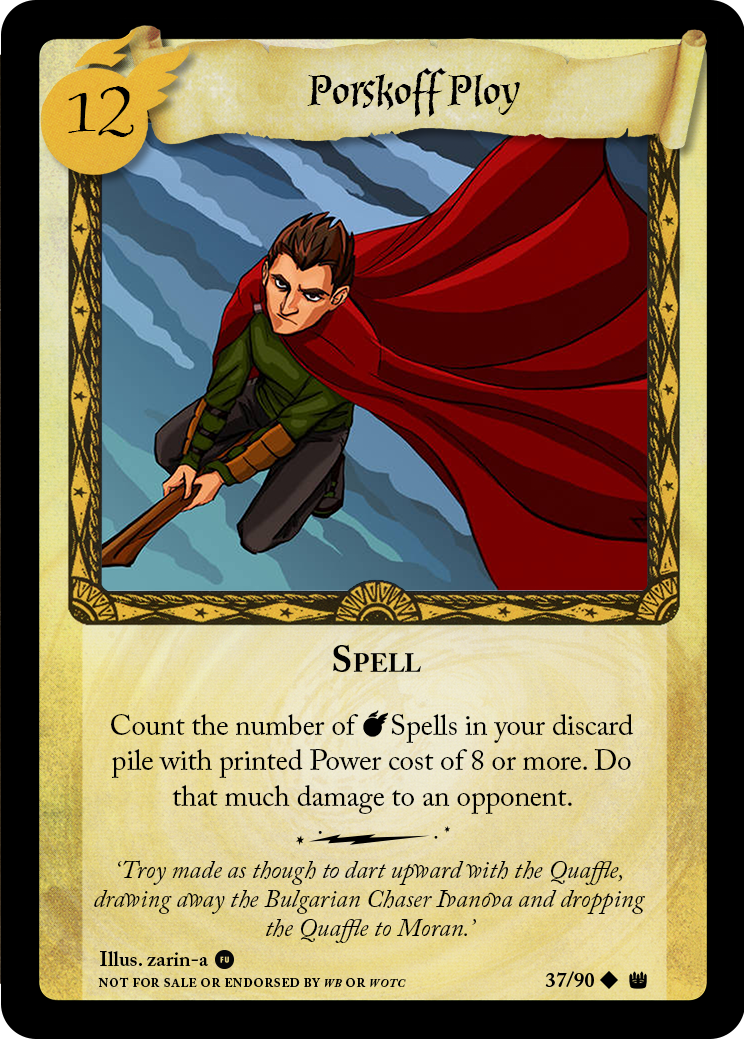 12
Porskoff Ploy
Spell
Count the number of Spells in your discard
pile with printed Power cost of 8 or more. Do
that much damage to an opponent.
‘Troy made as though to dart upward with the Quaffle,
drawing away the Bulgarian Chaser Ivanova and dropping
the Quaffle to Moran.’
Illus. zarin-a FU
NOT FOR SALE OR ENDORSED BY WB OR WOTC
37/90